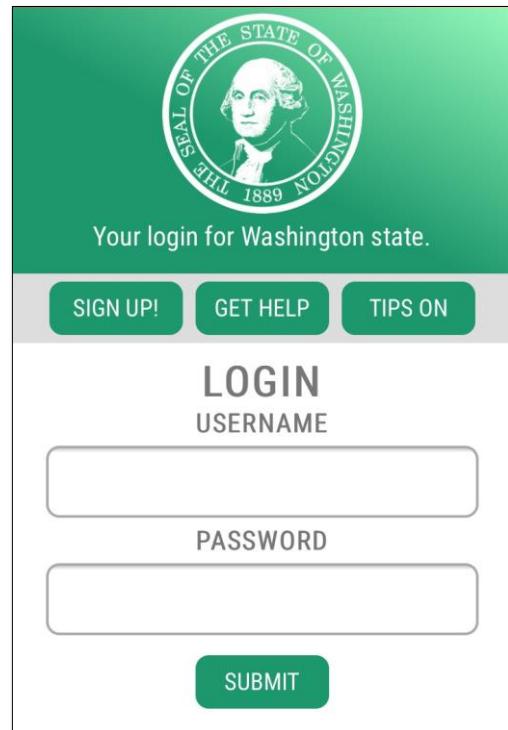 THE SEAL OF THE STATE OF WASHINGTON
1889
Your login for Washington state.
SIGN UP!
GET HELP
TIPS ON
LOGIN
USERNAME
PASSWORD
SUBMIT